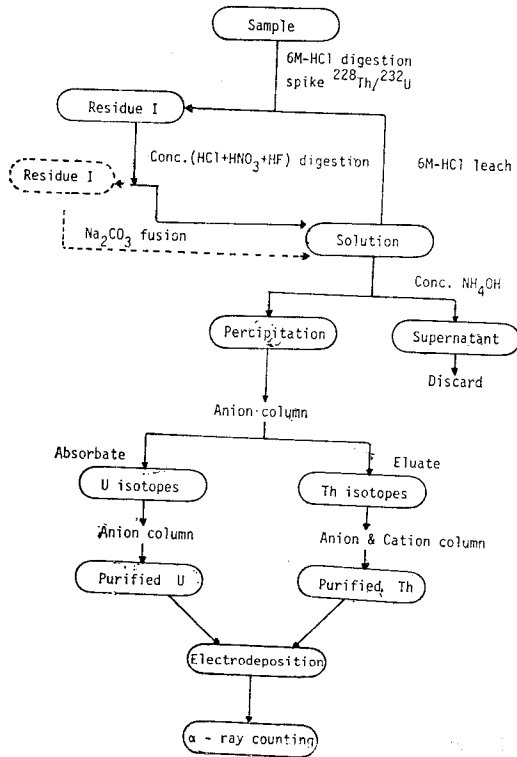 Sample
6M-HCl digestion
spike ²²⁸Th/²³²U
Residue I
Conc.(HCl+HNO₃+HF) digestion
6M-HCl leach
Residue I
Na₂CO₃ fusion
Solution
Conc. NH₄OH
Percipitation
Supernatant
Discard
Anion column
Absorbate
Eluate
U isotopes
Th isotopes
Anion column
Anion & Cation column
Purified U
Purified Th
Electrodeposition
α - ray counting